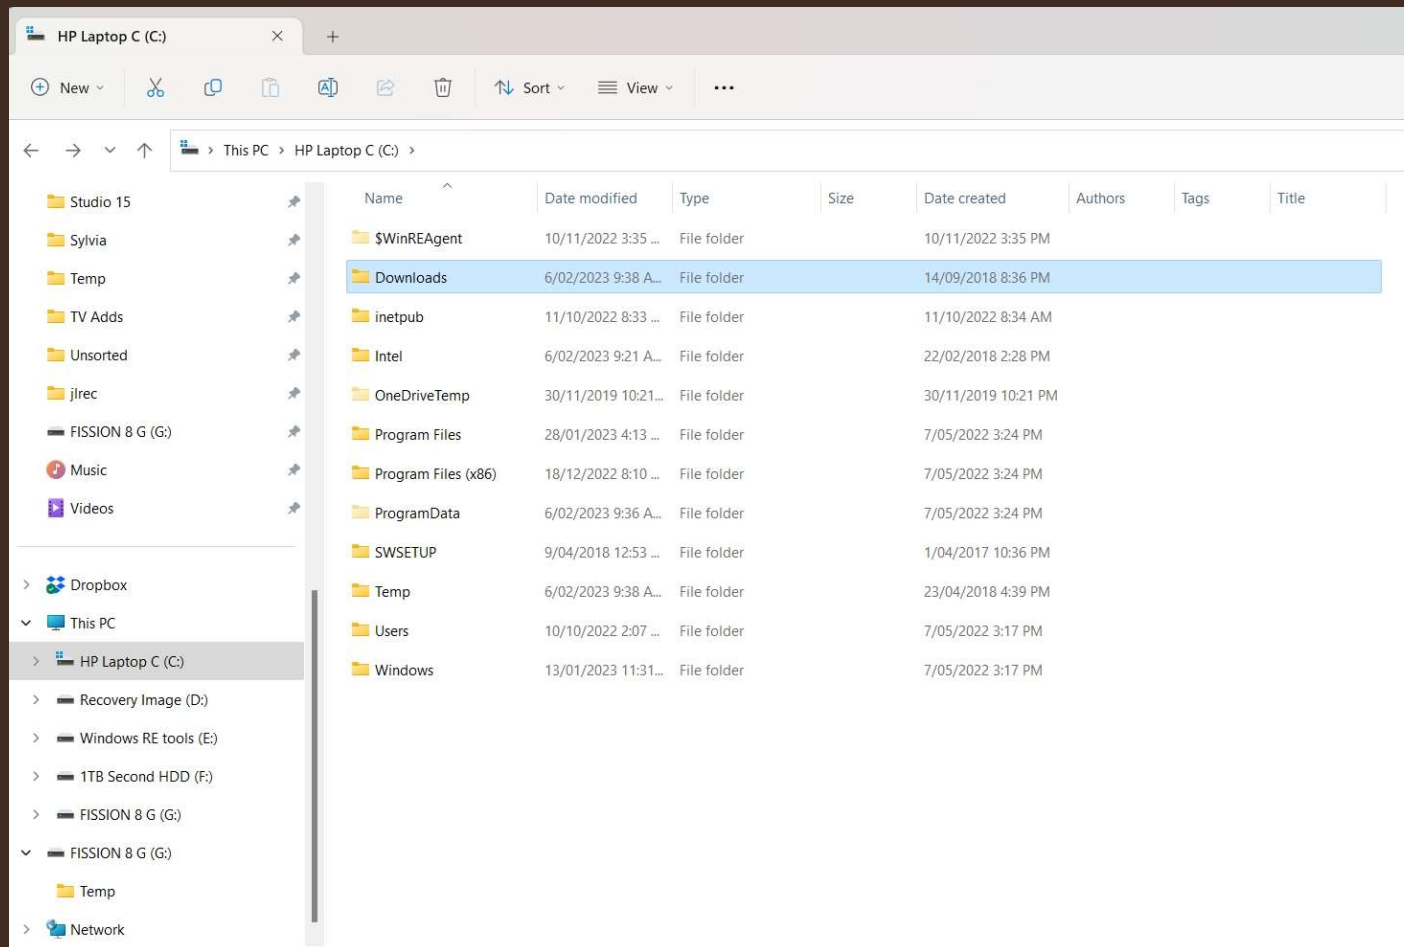 HP Laptop C (C:)
New
Sort
View
This PC > HP Laptop C (C:) >
Studio 15
Sylvia
Temp
TV Adds
Unsorted
jlrec
FISSION 8 G (G:)
Music
Videos
Dropbox
This PC
HP Laptop C (C:)
Recovery Image (D:)
Windows RE tools (E:)
1TB Second HDD (F:)
FISSION 8 G (G:)
FISSION 8 G (G:)
Temp
Network
Name Date modified Type Size Date created Authors Tags Title
$WinREAgent 10/11/2022 3:35 ... File folder 10/11/2022 3:35 PM
Downloads 6/02/2023 9:38 A... File folder 14/09/2018 8:36 PM
inetpub 11/10/2022 8:33 ... File folder 11/10/2022 8:34 AM
Intel 6/02/2023 9:21 A... File folder 22/02/2018 2:28 PM
OneDriveTemp 30/11/2019 10:21... File folder 30/11/2019 10:21 PM
Program Files 28/01/2023 4:13 ... File folder 7/05/2022 3:24 PM
Program Files (x86) 18/12/2022 8:10 ... File folder 7/05/2022 3:24 PM
ProgramData 6/02/2023 9:36 A... File folder 7/05/2022 3:24 PM
SWSETUP 9/04/2018 12:53 ... File folder 1/04/2017 10:36 PM
Temp 6/02/2023 9:38 A... File folder 23/04/2018 4:39 PM
Users 10/10/2022 2:07 ... File folder 7/05/2022 3:17 PM
Windows 13/01/2023 11:31... File folder 7/05/2022 3:17 PM